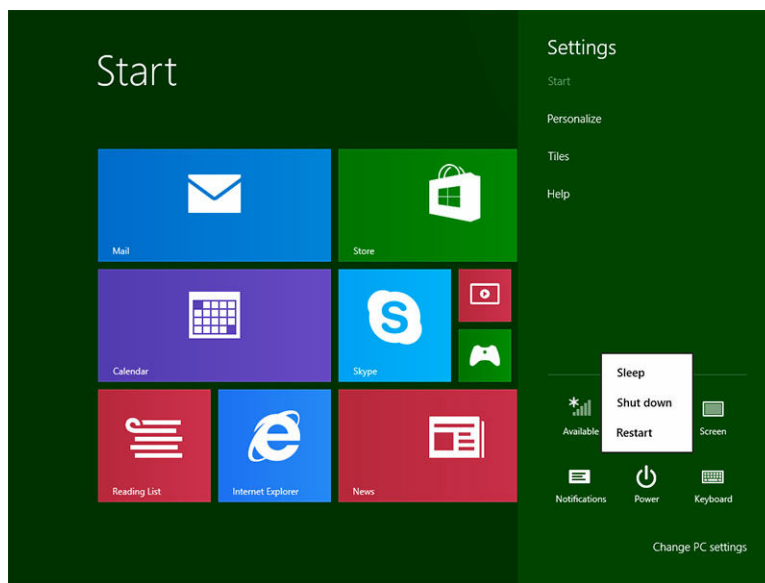 Start
Mail
Store
Calendar
Skype
Reading List
Internet Explorer
News
Settings
Start
Personalize
Tiles
Help
Sleep
Shut down
Restart
Available
Screen
Notifications
Power
Keyboard
Change PC settings